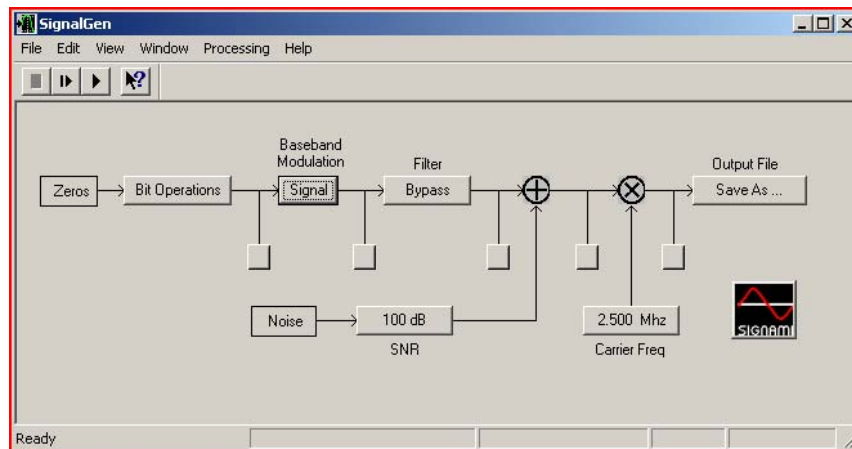 SignalGen
File Edit View Window Processing Help
Baseband
Modulation
Filter
Output File
Zeros
Bit Operations
Signal
Bypass
Save As ...
Noise
100 dB
2.500 Mhz
SIGNAMI
SNR
Carrier Freq
Ready